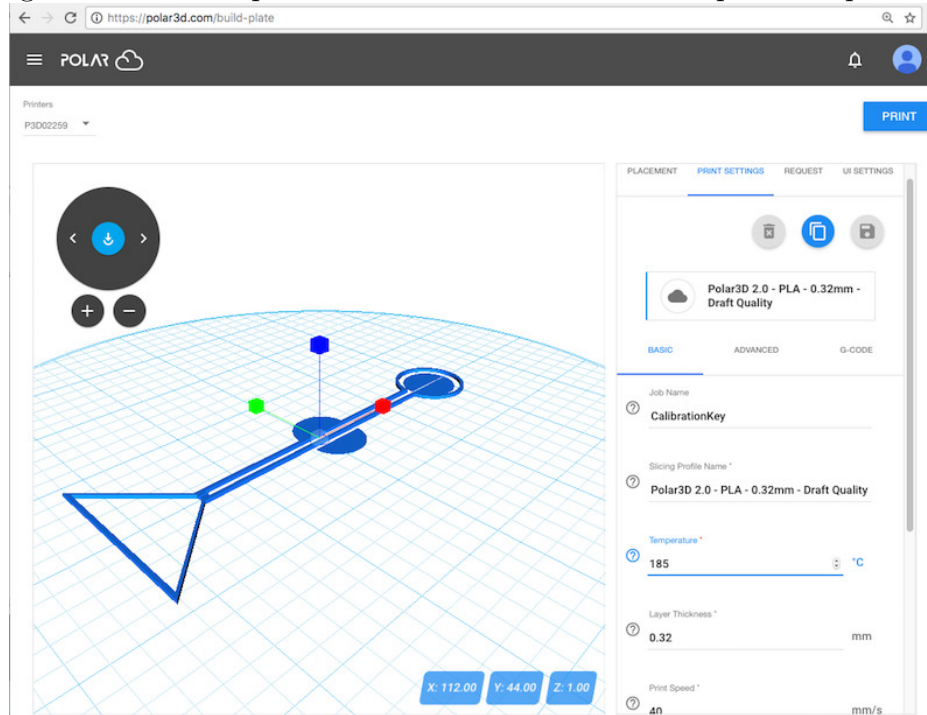 https://polar3d.com/build-plate
POLAR
Printers
P3D02259
PRINT
PLACEMENT PRINT SETTINGS REQUEST UI SETTINGS
Polar3D 2.0 - PLA - 0.32mm -
Draft Quality
BASIC ADVANCED G-CODE
Job Name
CalibrationKey
Slicing Profile Name *
Polar3D 2.0 - PLA - 0.32mm - Draft Quality
Temperature *
185 °C
Layer Thickness *
0.32 mm
Print Speed *
40 mm/s
X: 112.00 Y: 44.00 Z: 1.00